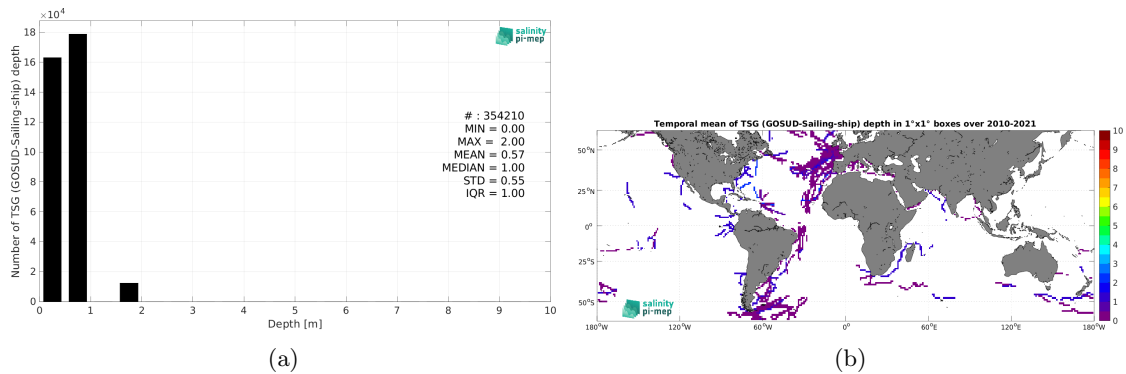 ×10⁴
18
16
14
12
10
8
6
4
2
0
Number of TSG (GOSUD-Sailing-ship) depth
salinity
pi-mep
# : 354210
MIN = 0.00
MAX = 2.00
MEAN = 0.57
MEDIAN = 1.00
STD = 0.55
IQR = 1.00
0 1 2 3 4 5 6 7 8 9 10
Depth [m]
(a)
Temporal mean of TSG (GOSUD-Sailing-ship) depth in 1°x1° boxes over 2010-2021
50°N
25°N
0°
25°S
50°S
salinity
pi-mep
180°W 120°W 60°W 0° 60°E 120°E 180°E
10
9
8
7
6
5
4
3
2
1
0
(b)